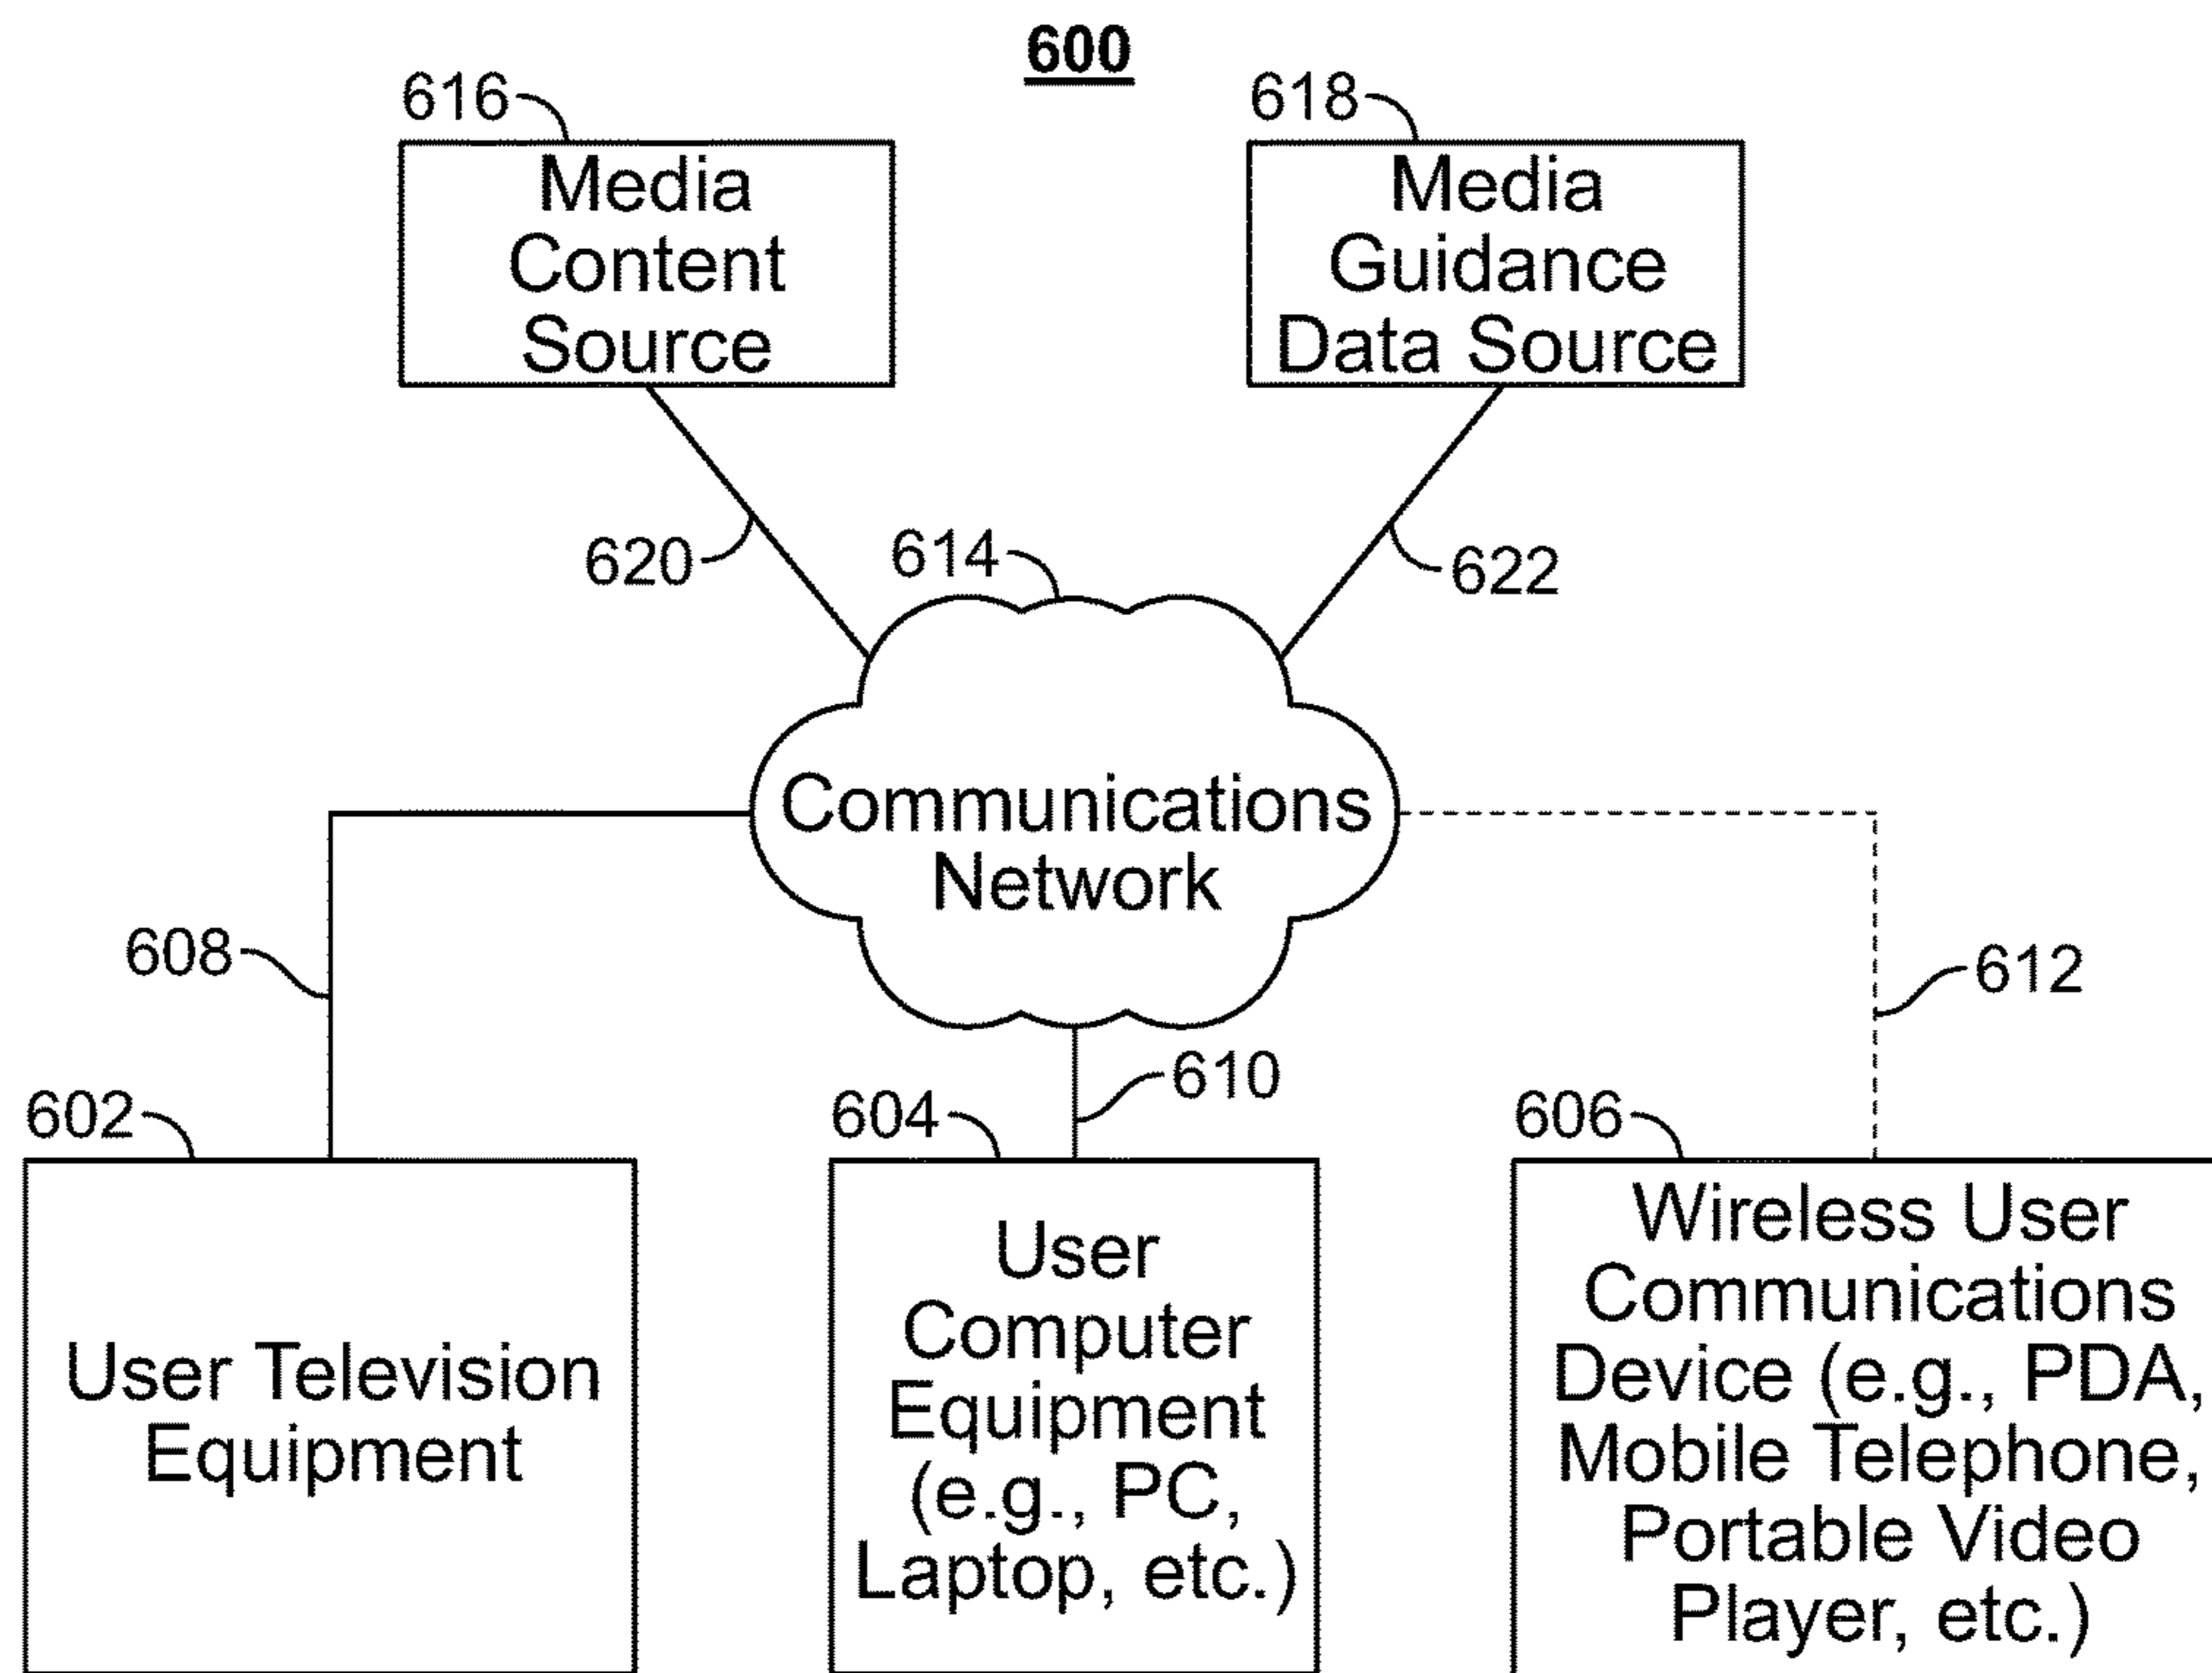 600
616
618
Media
Content
Source
Media
Guidance
Data Source
620
614
622
Communications
Network
608
612
610
602
604
606
User Television
Equipment
User
Computer
Equipment
(e.g., PC,
Laptop, etc.)
Wireless User
Communications
Device (e.g., PDA,
Mobile Telephone,
Portable Video
Player, etc.)